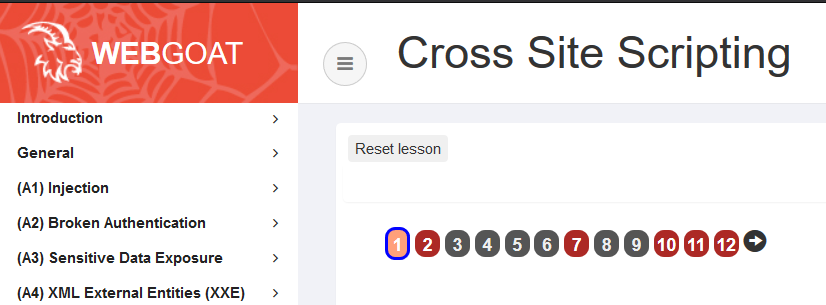 WEBGOAT
Cross Site Scripting
Introduction
General
(A1) Injection
(A2) Broken Authentication
(A3) Sensitive Data Exposure
(A4) XML External Entities (XXE)
Reset lesson
1 2 3 4 5 6 7 8 9 10 11 12